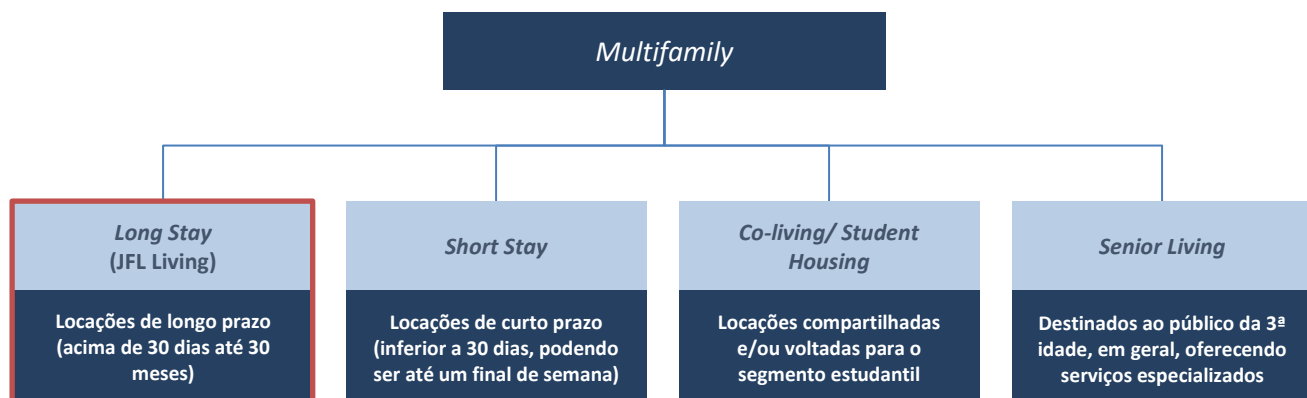 Multifamily
Long Stay
(JFL Living)
Locações de longo prazo
(acima de 30 dias até 30
meses)
Short Stay
Locações de curto prazo
(inferior a 30 dias, podendo
ser até um final de semana)
Co-living/ Student
Housing
Locações compartilhadas
e/ou voltadas para o
segmento estudantil
Senior Living
Destinados ao público da 3ª
idade, em geral, oferecendo
serviços especializados